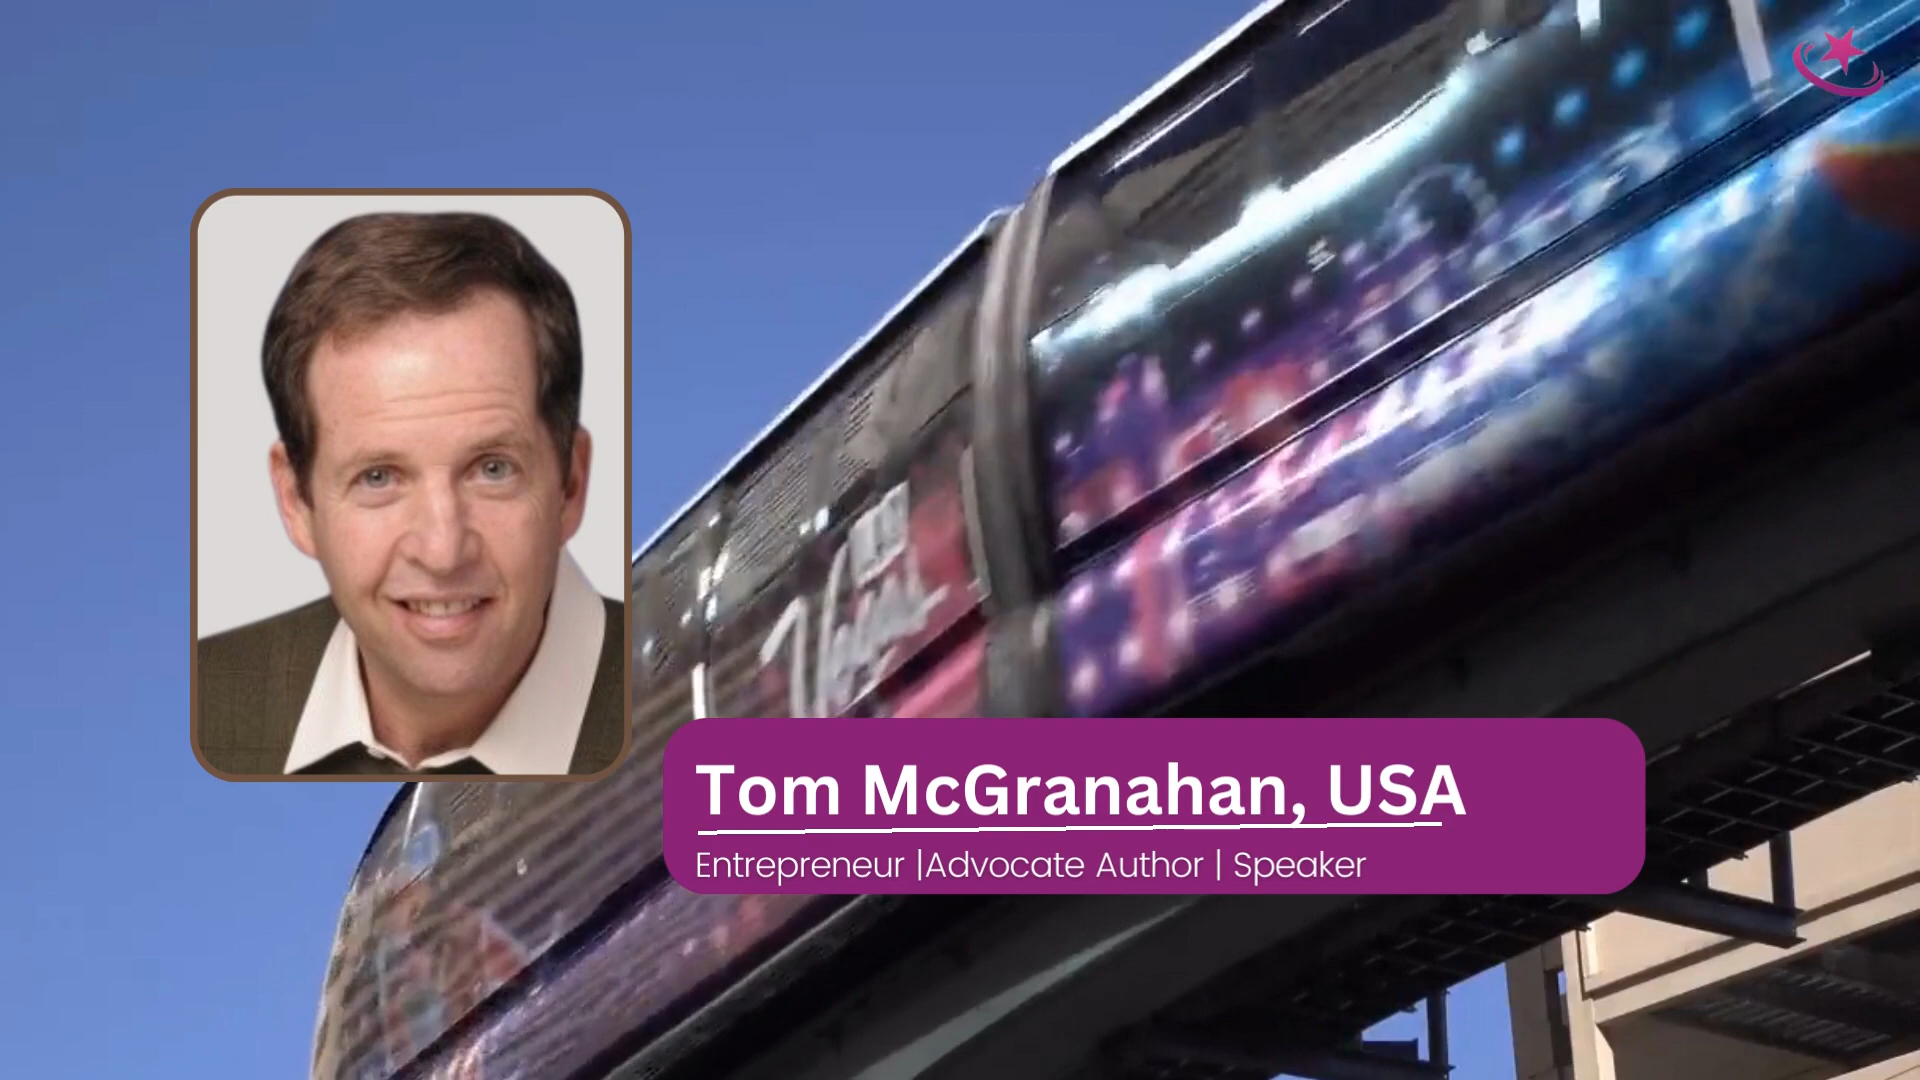 Tom McGranahan, USA
Entrepreneur |Advocate Author | Speaker